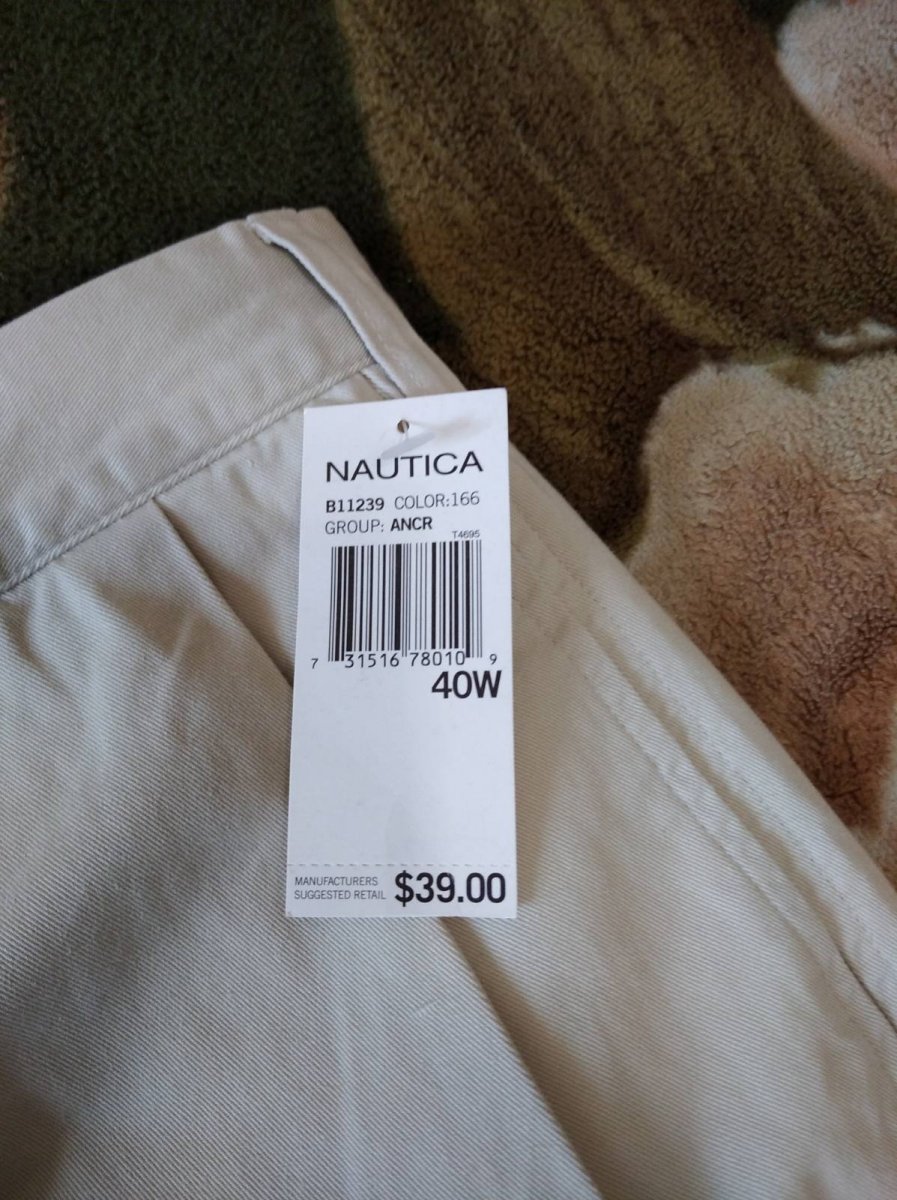 NAUTICA
B11239 COLOR:166
GROUP: ANCR
T4695
7 31516 78010 9
40W
MANUFACTURERS
SUGGESTED RETAIL $39.00